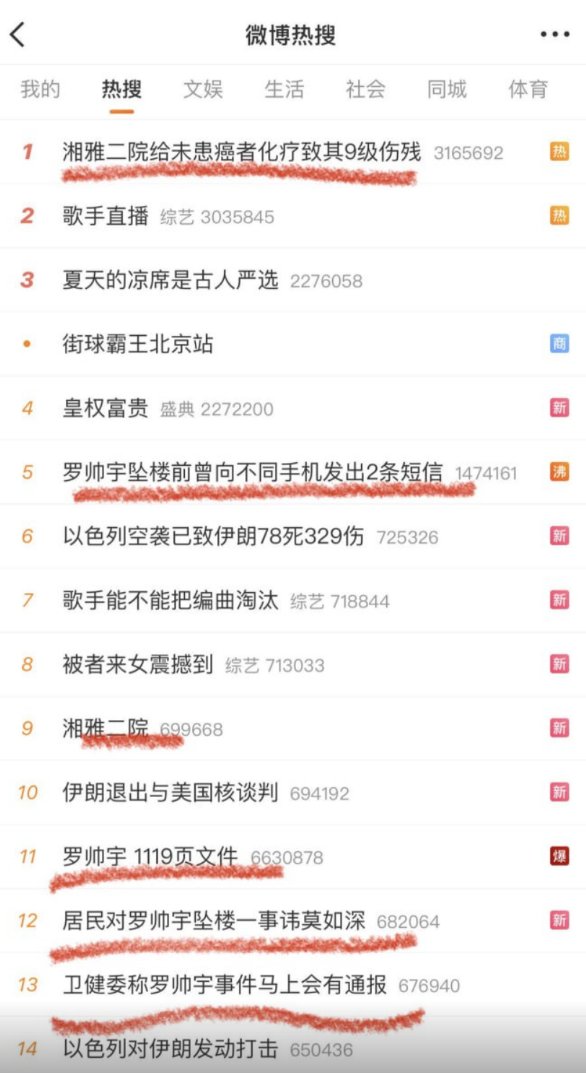 微博热搜
我的 热搜 文娱 生活 社会 同城 体育
1 湘雅二院给未患癌者化疗致其9级伤残 3165692 热
2 歌手直播 综艺 3035845 热
3 夏天的凉席是古人严选 2276058
街球霸王北京站 商
4 皇权富贵 盛典 2272200 新
5 罗帅宇坠楼前曾向不同手机发出2条短信 1474161 沸
6 以色列空袭已致伊朗78死329伤 725326 新
7 歌手能不能把编曲淘汰 综艺 718844 新
8 被者来女震撼到 综艺 713033 新
9 湘雅二院 699668 新
10 伊朗退出与美国核谈判 694192 新
11 罗帅宇 1119页文件 6630878 爆
12 居民对罗帅宇坠楼一事讳莫如深 682064 新
13 卫健委称罗帅宇事件马上会有通报 676940
14 以色列对伊朗发动打击 650436